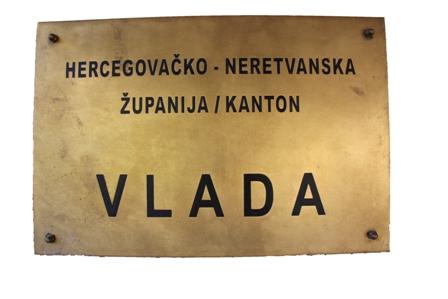 HERCEGOVAČKO - NERETVANSKA
ŽUPANIJA / KANTON
VLADA